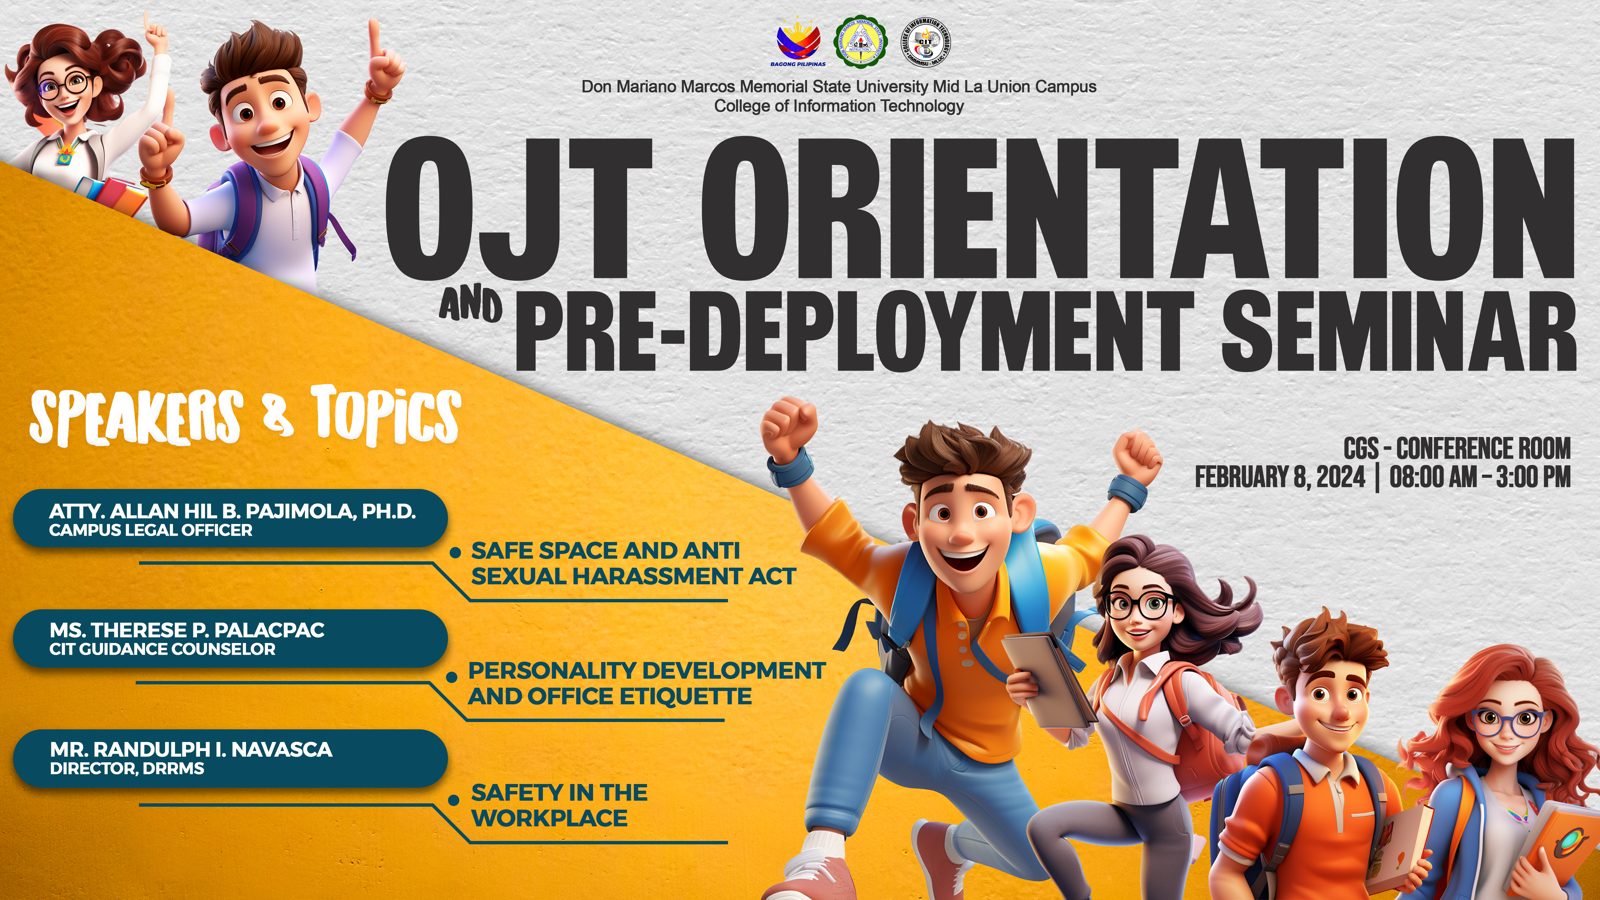 BAGONG PILIPINAS
Don Mariano Marcos Memorial State University Mid La Union Campus
College of Information Technology
OJT ORIENTATION
AND PRE-DEPLOYMENT SEMINAR
CGS - CONFERENCE ROOM
FEBRUARY 8, 2024 | 08:00 AM – 3:00 PM
SPEAKERS & TOPICS
ATTY. ALLAN HIL B. PAJIMOLA, PH.D.
CAMPUS LEGAL OFFICER
• SAFE SPACE AND ANTI
SEXUAL HARASSMENT ACT
MS. THERESE P. PALACPAC
CIT GUIDANCE COUNSELOR
• PERSONALITY DEVELOPMENT
AND OFFICE ETIQUETTE
MR. RANDULPH I. NAVASCA
DIRECTOR, DRRMS
• SAFETY IN THE
WORKPLACE